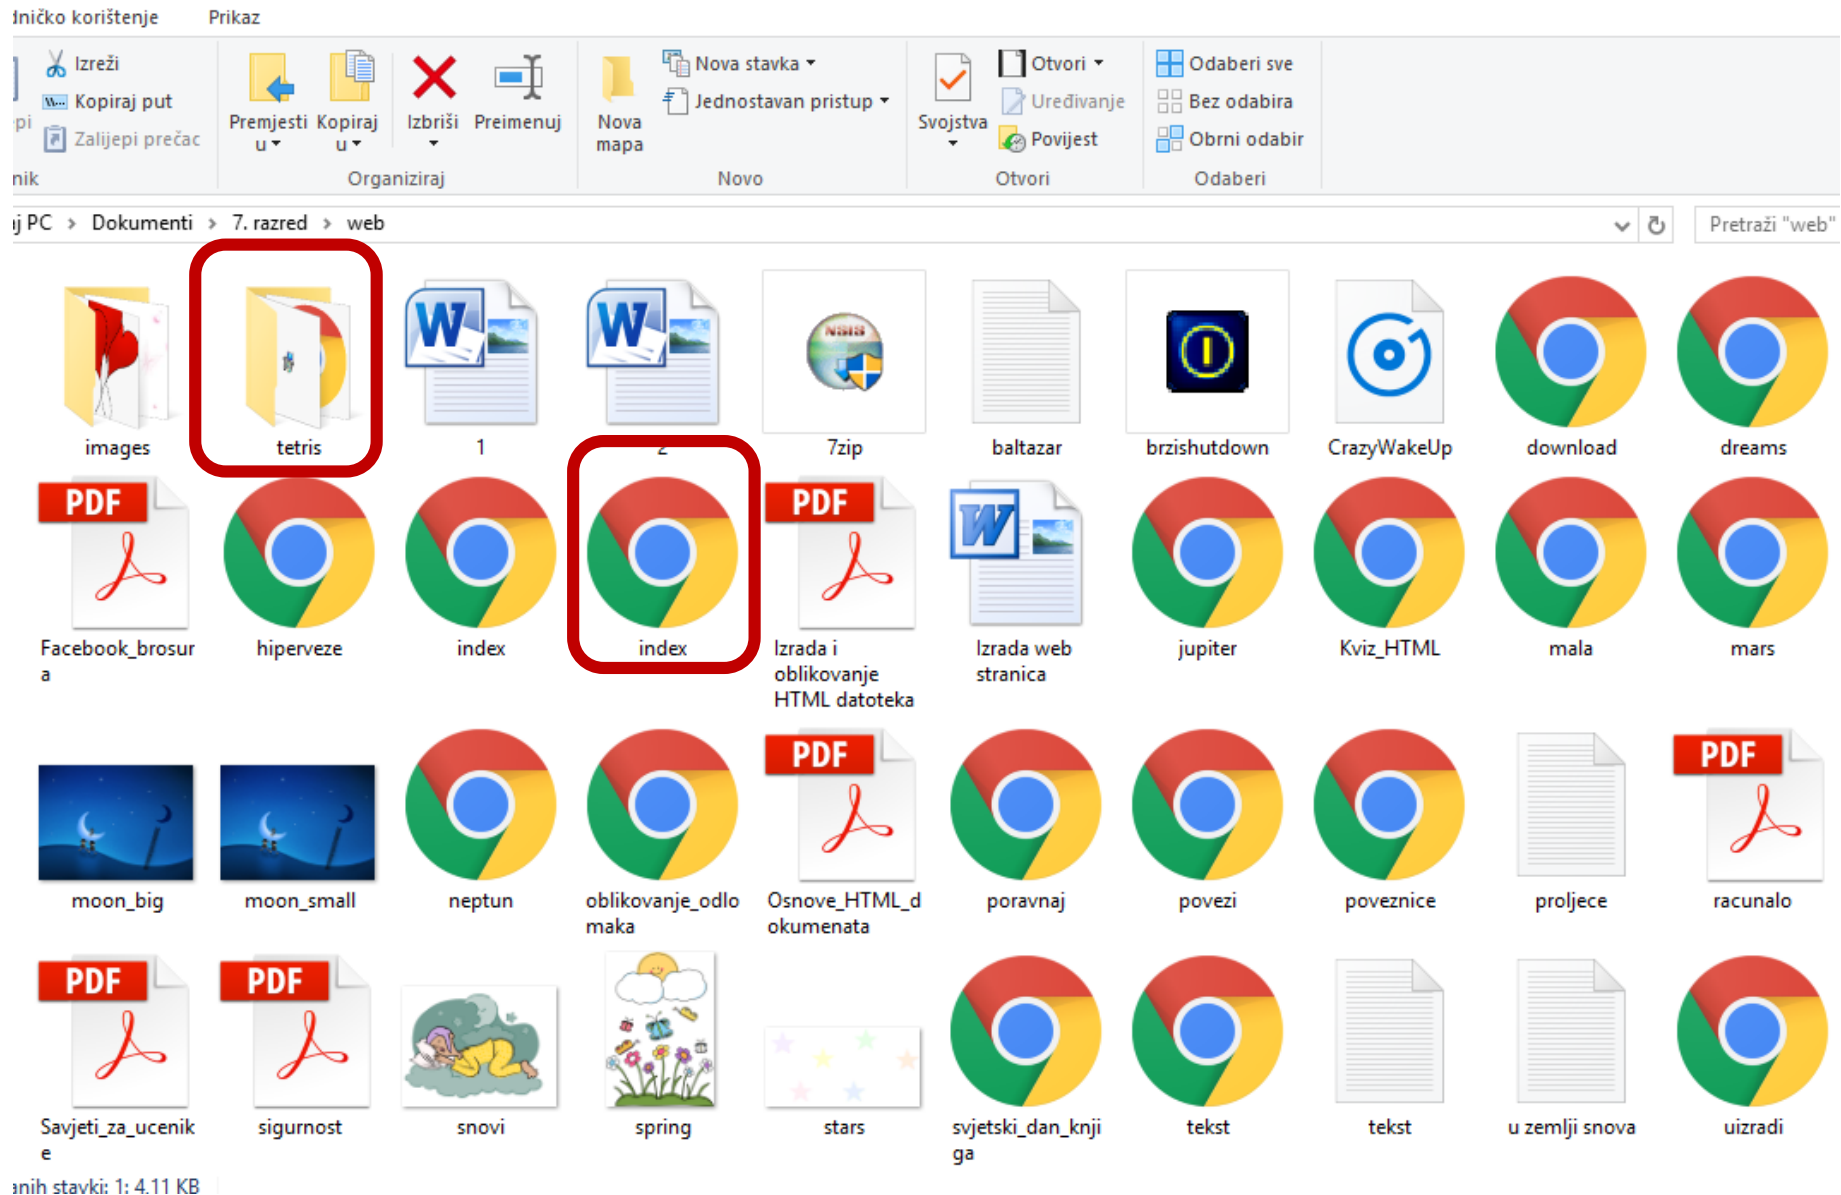 dničko korištenje Prikaz
Izreži
Kopiraj put
pi
Zalijepi prečac
Premjesti
u
Kopiraj
u
Izbriši
Preimenuj
Nova
mapa
Nova stavka
Jednostavan pristup
Svojstva
Otvori
Uređivanje
Povijest
Odaberi sve
Bez odabira
Obrni odabir
nik Organiziraj Novo Otvori Odaberi
aj PC > Dokumenti > 7. razred > web
Pretraži "web"
NSIS
images tetris 1 2 7zip baltazar brzishutdown CrazyWakeUp download dreams
PDF PDF
Facebook_brosur
a
hiperveze index index
Izrada i
oblikovanje
HTML datoteka
Izrada web
stranica
jupiter Kviz_HTML mala mars
PDF PDF
moon_big moon_small neptun
oblikovanje_odlo
maka
Osnove_HTML_d
okumenata
poravnaj povezi poveznice proljece racunalo
PDF PDF
Savjeti_za_ucenik
e
sigurnost snovi spring stars
svjetski_dan_knji
ga
tekst tekst u zemlji snova uizradi
anih stavki: 1: 4,11 KB